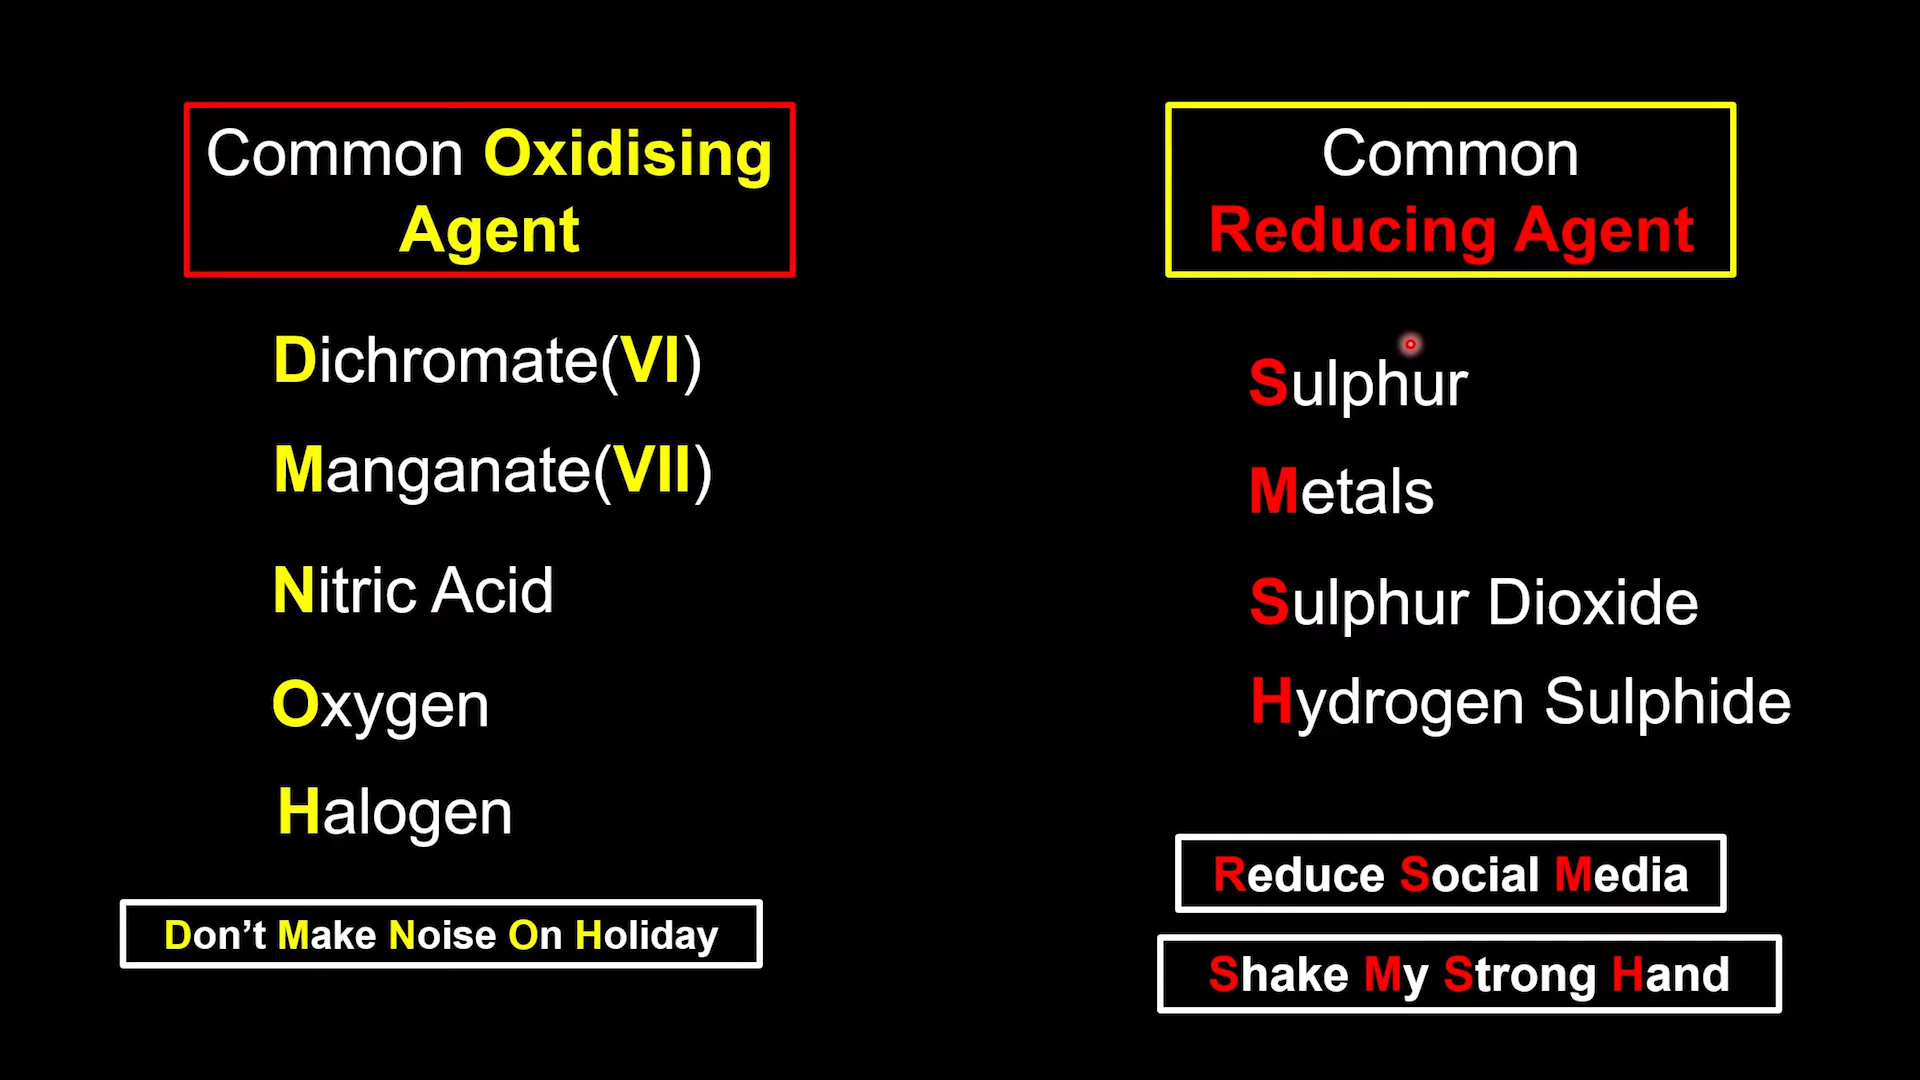 Common Oxidising
Agent
Dichromate(VI)
Manganate(VII)
Nitric Acid
Oxygen
Halogen
Don’t Make Noise On Holiday
Common
Reducing Agent
Sulphur
Metals
Sulphur Dioxide
Hydrogen Sulphide
Reduce Social Media
Shake My Strong Hand